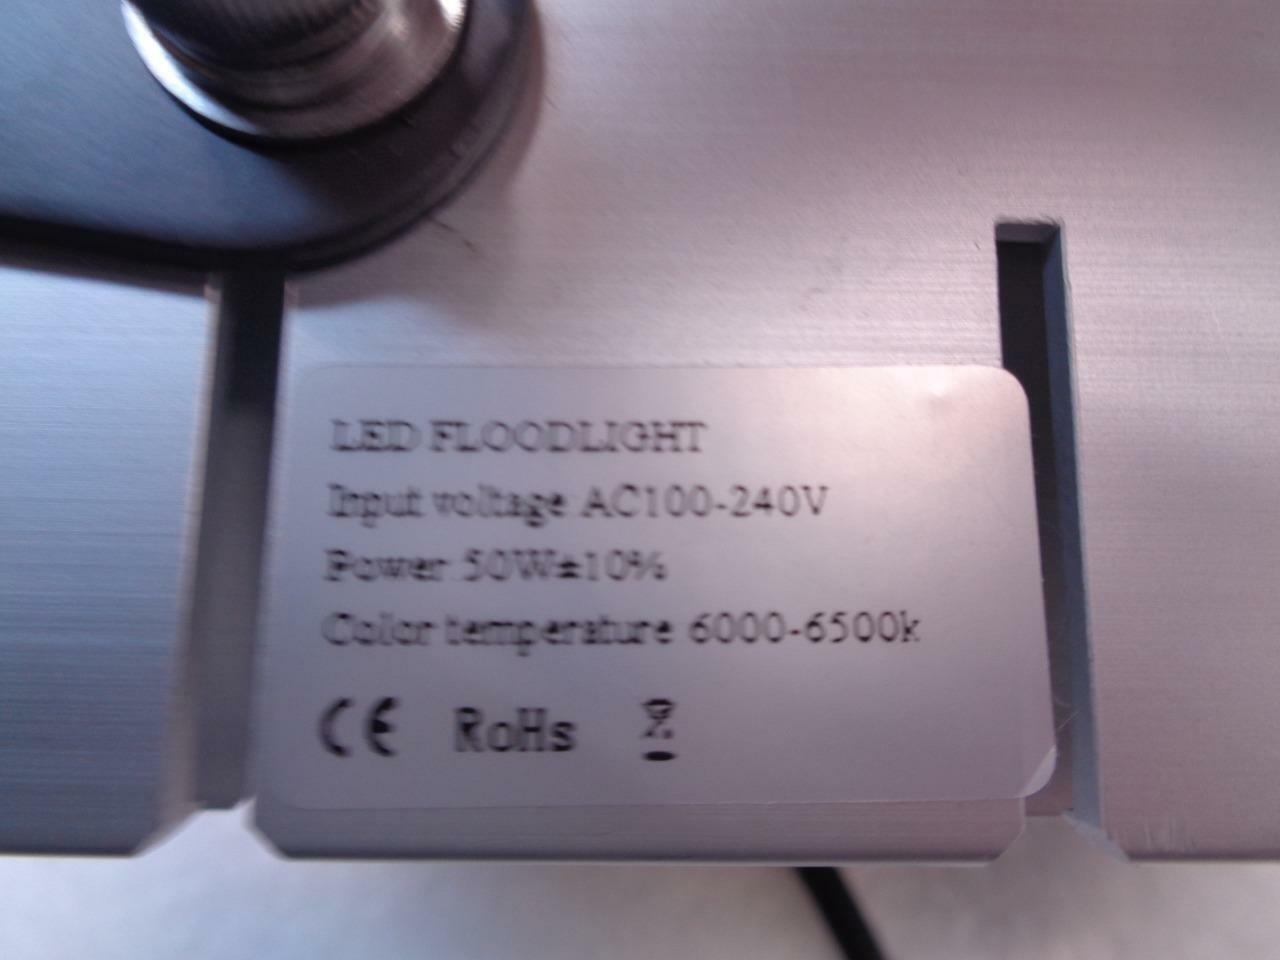 LED FLOODLIGHT
Input voltage AC100-240V
Power 50W±10%
Color temperature 6000-6500k
CE RoHs